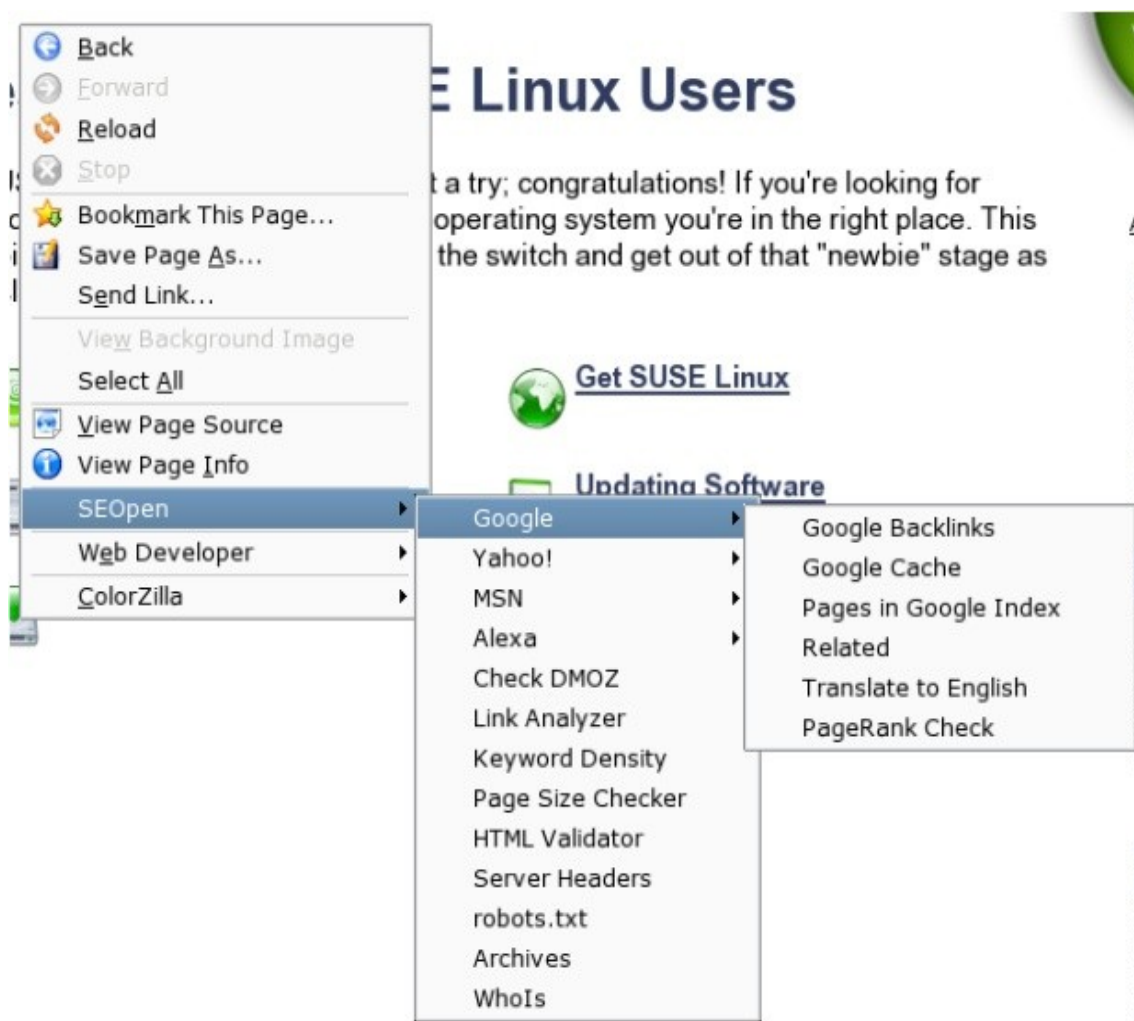 Back
Forward
Reload
Stop
Bookmark This Page...
Save Page As...
Send Link...
View Background Image
Select All
View Page Source
View Page Info
SEOpen
Web Developer
ColorZilla
Google
Yahoo!
MSN
Alexa
Check DMOZ
Link Analyzer
Keyword Density
Page Size Checker
HTML Validator
Server Headers
robots.txt
Archives
WhoIs
Google Backlinks
Google Cache
Pages in Google Index
Related
Translate to English
PageRank Check
Linux Users
a try; congratulations! If you're looking for
operating system you're in the right place. This
the switch and get out of that "newbie" stage as
Get SUSE Linux
Updating Software